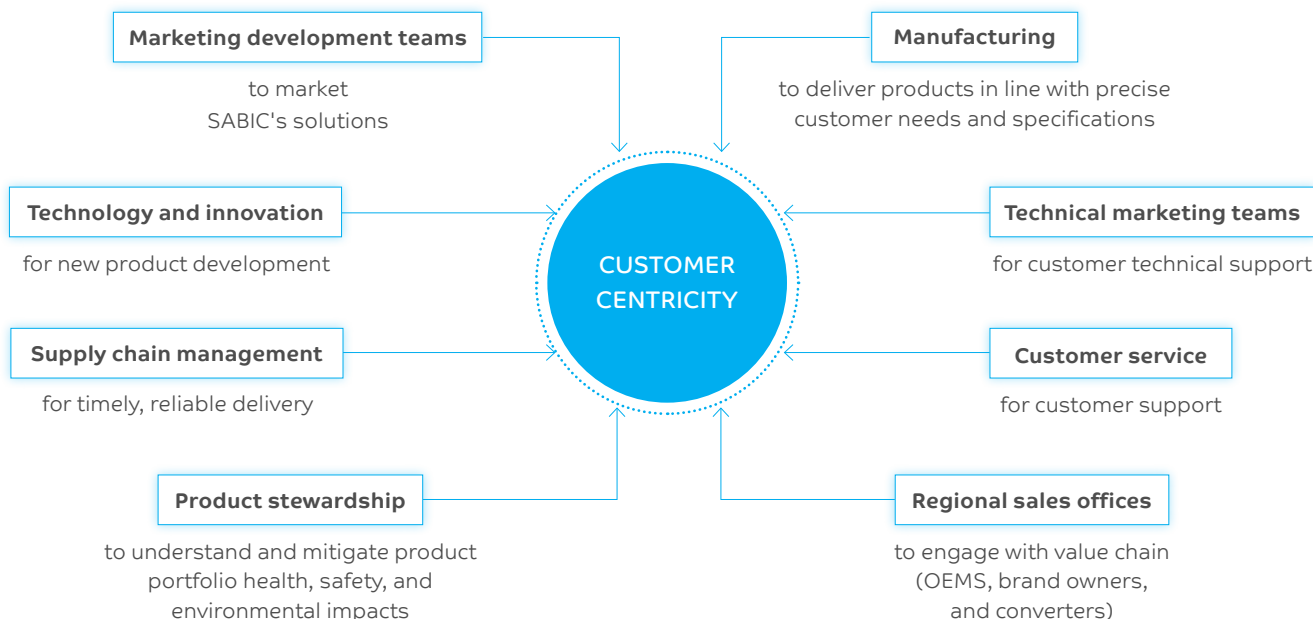 Marketing development teams
to market
SABIC's solutions
Manufacturing
to deliver products in line with precise
customer needs and specifications
Technology and innovation
for new product development
Technical marketing teams
for customer technical support
CUSTOMER
CENTRICITY
Supply chain management
for timely, reliable delivery
Customer service
for customer support
Product stewardship
to understand and mitigate product
portfolio health, safety, and
environmental impacts
Regional sales offices
to engage with value chain
(OEMS, brand owners,
and converters)